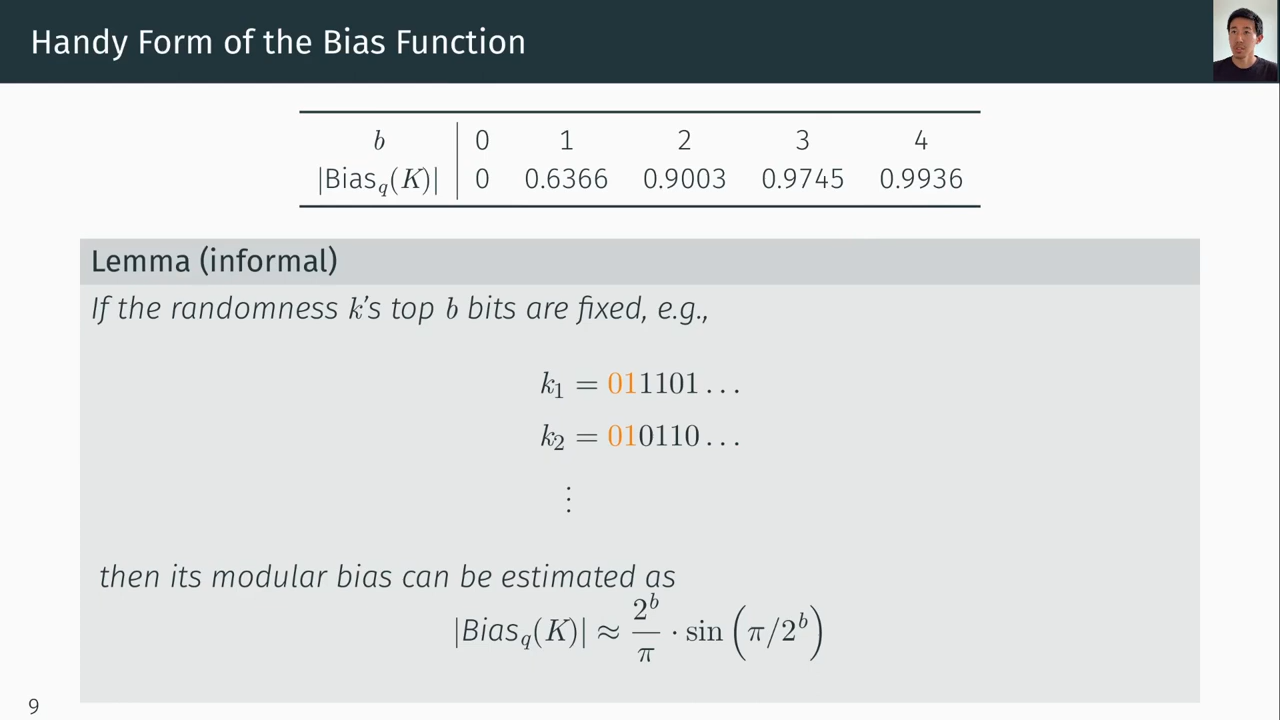 Handy Form of the Bias Function
b 0 1 2 3 4
|Bias_q(K)| 0 0.6366 0.9003 0.9745 0.9936
Lemma (informal)
If the randomness k’s top b bits are fixed, e.g.,
k₁ = 011101 . . .
k₂ = 010110 . . .
⋮
then its modular bias can be estimated as
|Bias_q(K)| ≈ 2^b/π · sin (π/2^b)
9